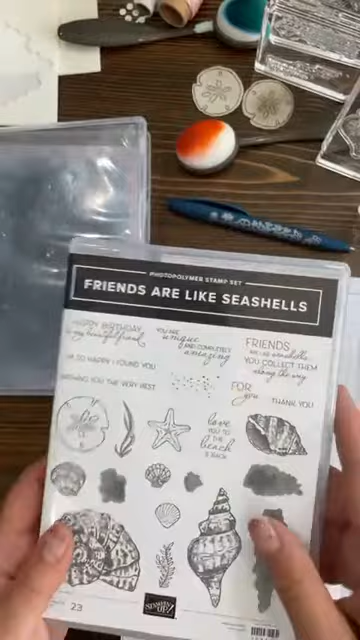 PHOTOPOLYMER STAMP SET
FRIENDS ARE LIKE SEASHELLS
HAPPY BIRTHDAY
to my beautiful friend
YOU ARE
unique
AND COMPLETELY
amazing
FRIENDS
ARE LIKE seashells
YOU COLLECT THEM
along the way
I'M SO HAPPY I FOUND YOU
WISHING YOU THE VERY BEST
FOR
you
THANK YOU
love
YOU TO
THE
beach
& BACK
23
STAMPIN' UP!